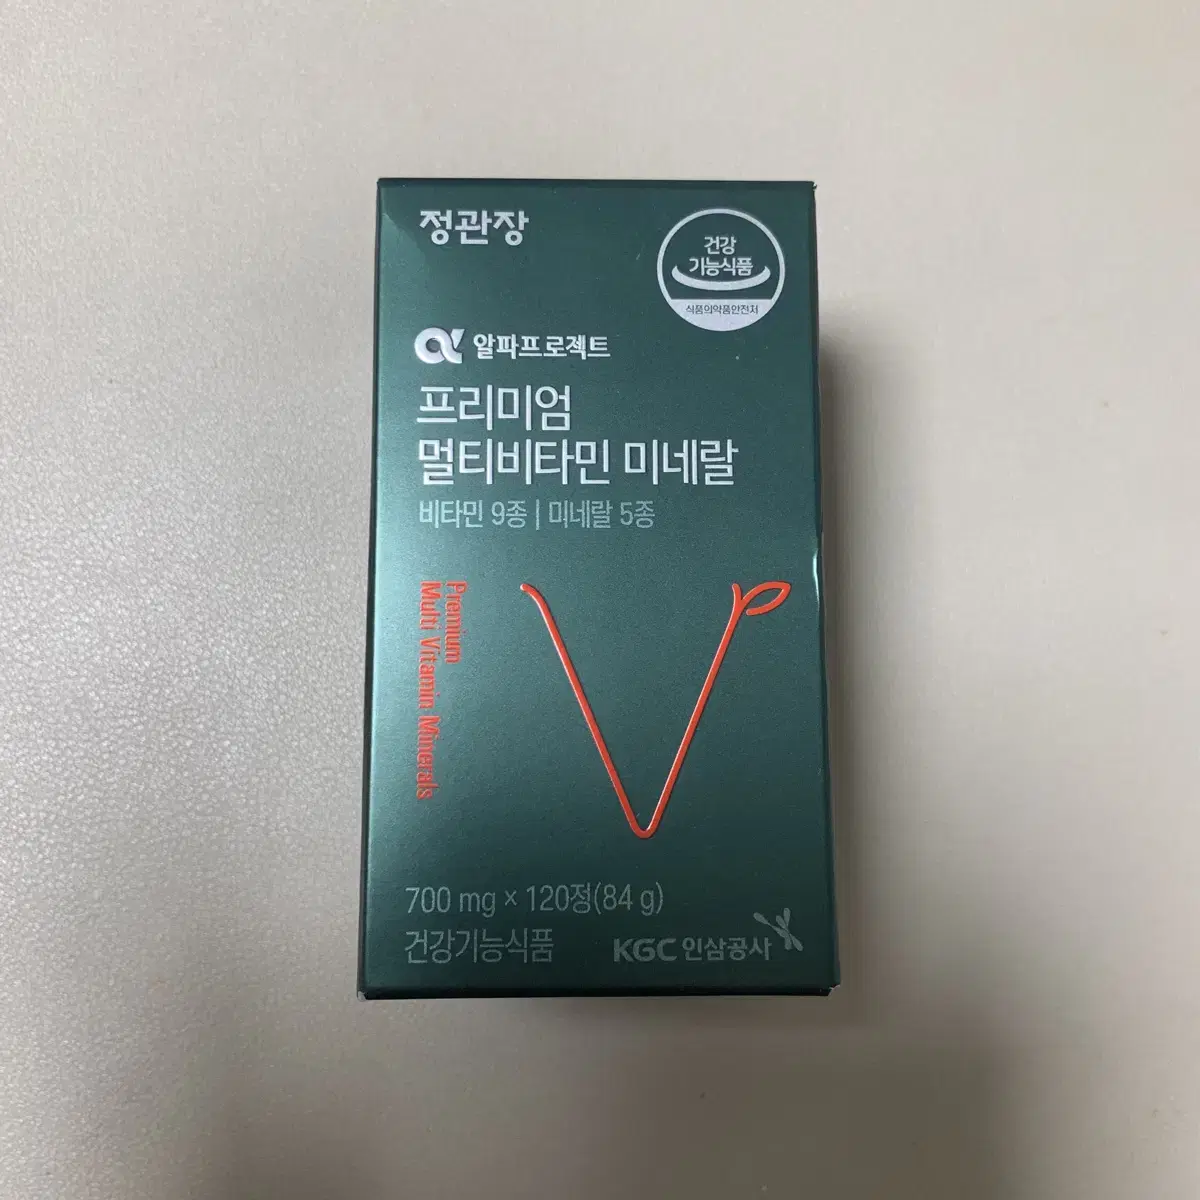 정관장
건강
기능식품
식품의약품안전처
알파프로젝트
프리미엄
멀티비타민 미네랄
비타민 9종 | 미네랄 5종
Premium
Multi Vitamin Minerals
700 mg × 120정(84 g)
건강기능식품
KGC 인삼공사